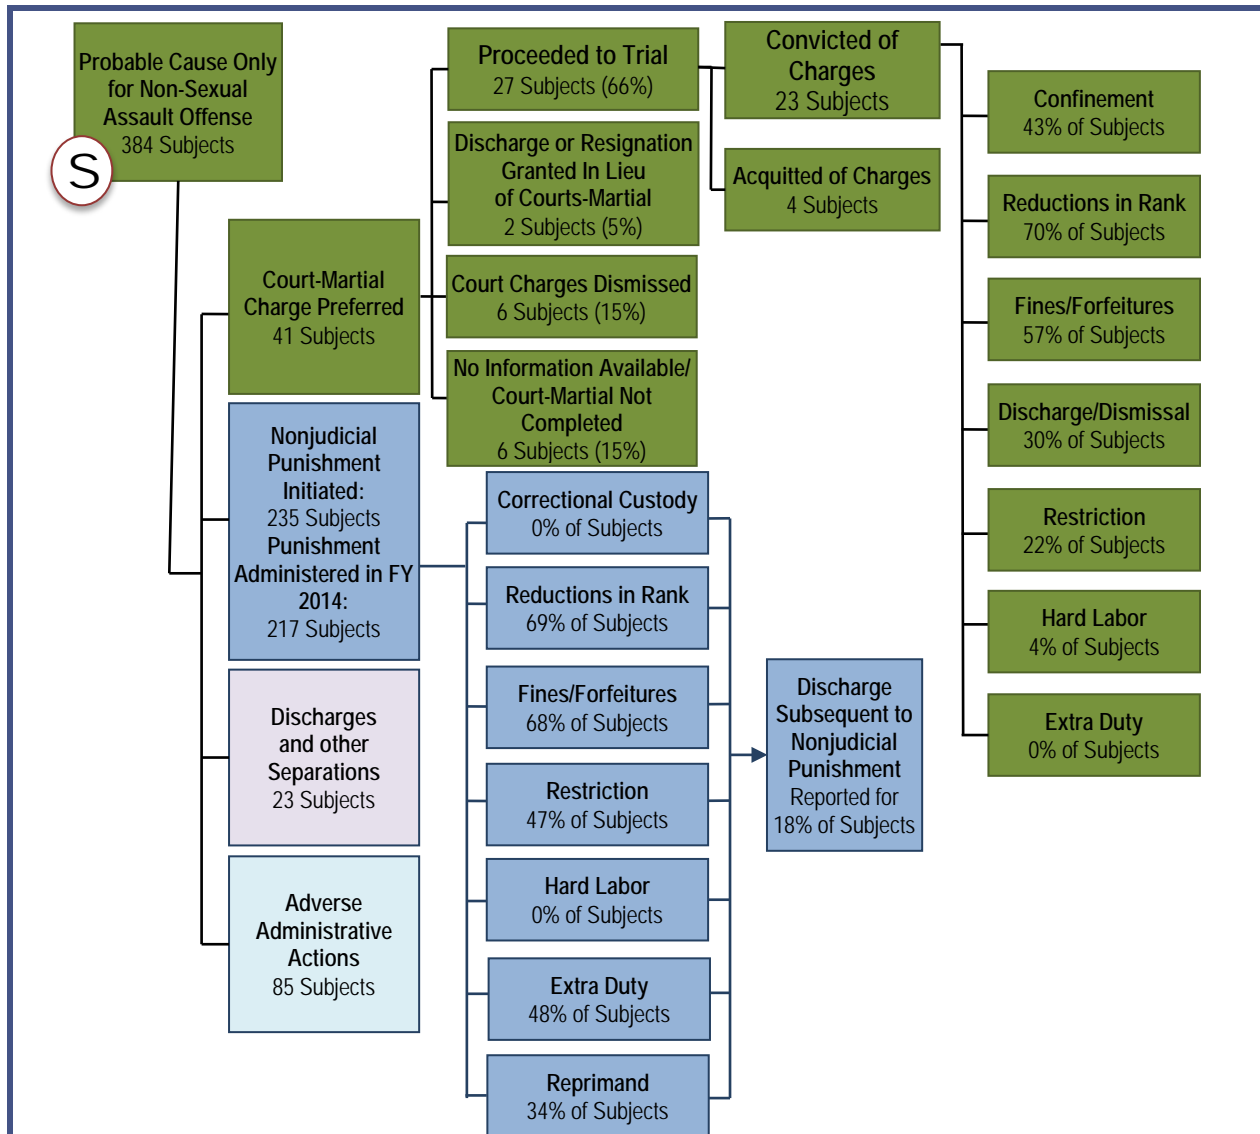 Probable Cause Only
for Non-Sexual
Assault Offense
384 Subjects
S
Court-Martial
Charge Preferred
41 Subjects
Nonjudicial
Punishment
Initiated:
235 Subjects
Punishment
Administered in FY
2014:
217 Subjects
Discharges
and other
Separations
23 Subjects
Adverse
Administrative
Actions
85 Subjects
Proceeded to Trial
27 Subjects (66%)
Discharge or Resignation
Granted In Lieu
of Courts-Martial
2 Subjects (5%)
Court Charges Dismissed
6 Subjects (15%)
No Information Available/
Court-Martial Not
Completed
6 Subjects (15%)
Convicted of
Charges
23 Subjects
Acquitted of Charges
4 Subjects
Confinement
43% of Subjects
Reductions in Rank
70% of Subjects
Fines/Forfeitures
57% of Subjects
Discharge/Dismissal
30% of Subjects
Restriction
22% of Subjects
Hard Labor
4% of Subjects
Extra Duty
0% of Subjects
Correctional Custody
0% of Subjects
Reductions in Rank
69% of Subjects
Fines/Forfeitures
68% of Subjects
Restriction
47% of Subjects
Hard Labor
0% of Subjects
Extra Duty
48% of Subjects
Reprimand
34% of Subjects
Discharge
Subsequent to
Nonjudicial
Punishment
Reported for
18% of Subjects